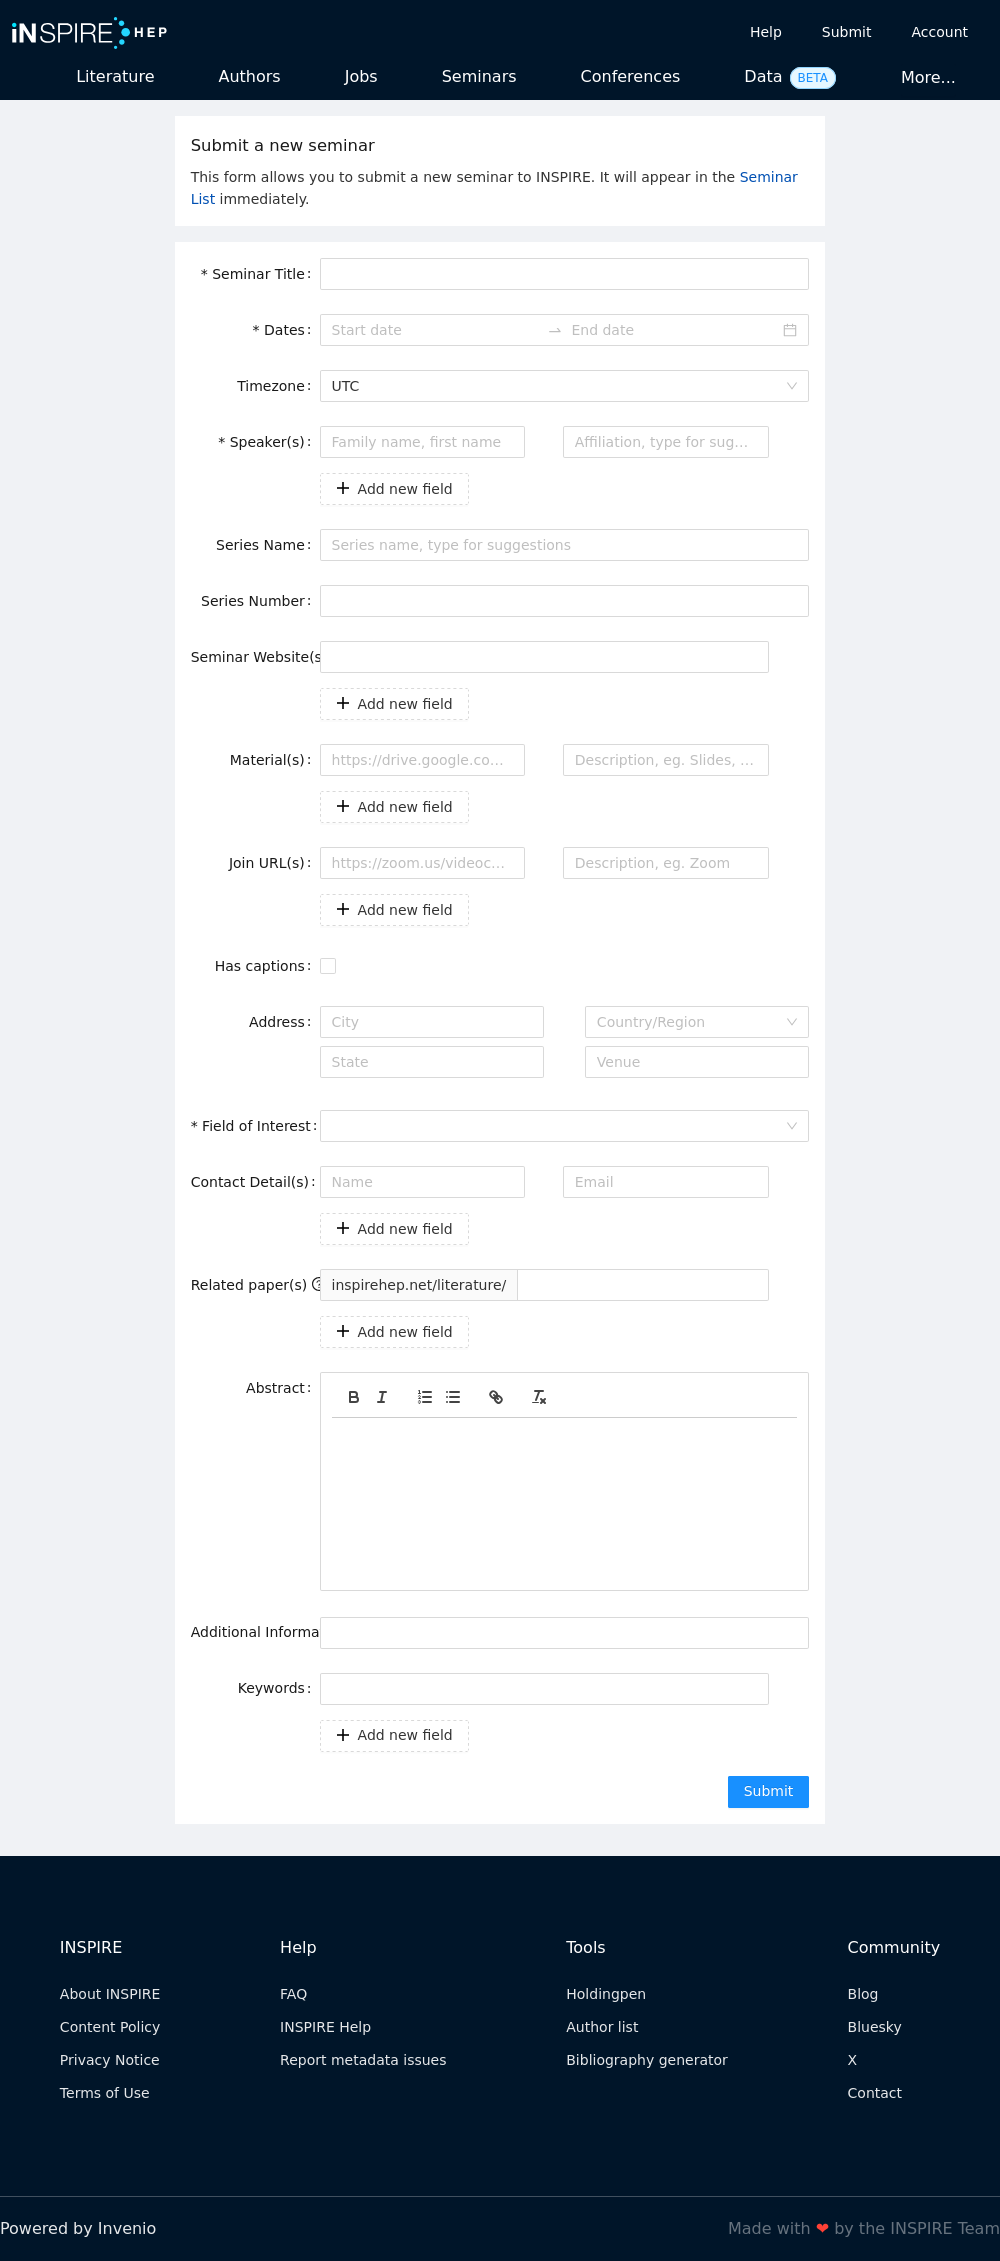 iNSPIRE HEP
Help Submit Account
Literature Authors Jobs Seminars Conferences Data BETA More...
Submit a new seminar
This form allows you to submit a new seminar to INSPIRE. It will appear in the Seminar
List immediately.
* Seminar Title:
* Dates: Start date End date
Timezone: UTC
* Speaker(s): Family name, first name Affiliation, type for sug...
Add new field
Series Name: Series name, type for suggestions
Series Number:
Seminar Website(s
Add new field
Material(s): https://drive.google.co... Description, eg. Slides, ...
Add new field
Join URL(s): https://zoom.us/videoc... Description, eg. Zoom
Add new field
Has captions:
Address: City Country/Region
State Venue
* Field of Interest:
Contact Detail(s): Name Email
Add new field
Related paper(s) inspirehep.net/literature/
Add new field
Abstract:
Additional Informa
Keywords:
Add new field
Submit
INSPIRE Help Tools Community
About INSPIRE FAQ Holdingpen Blog
Content Policy INSPIRE Help Author list Bluesky
Privacy Notice Report metadata issues Bibliography generator X
Terms of Use Contact
Powered by Invenio Made with ❤ by the INSPIRE Team